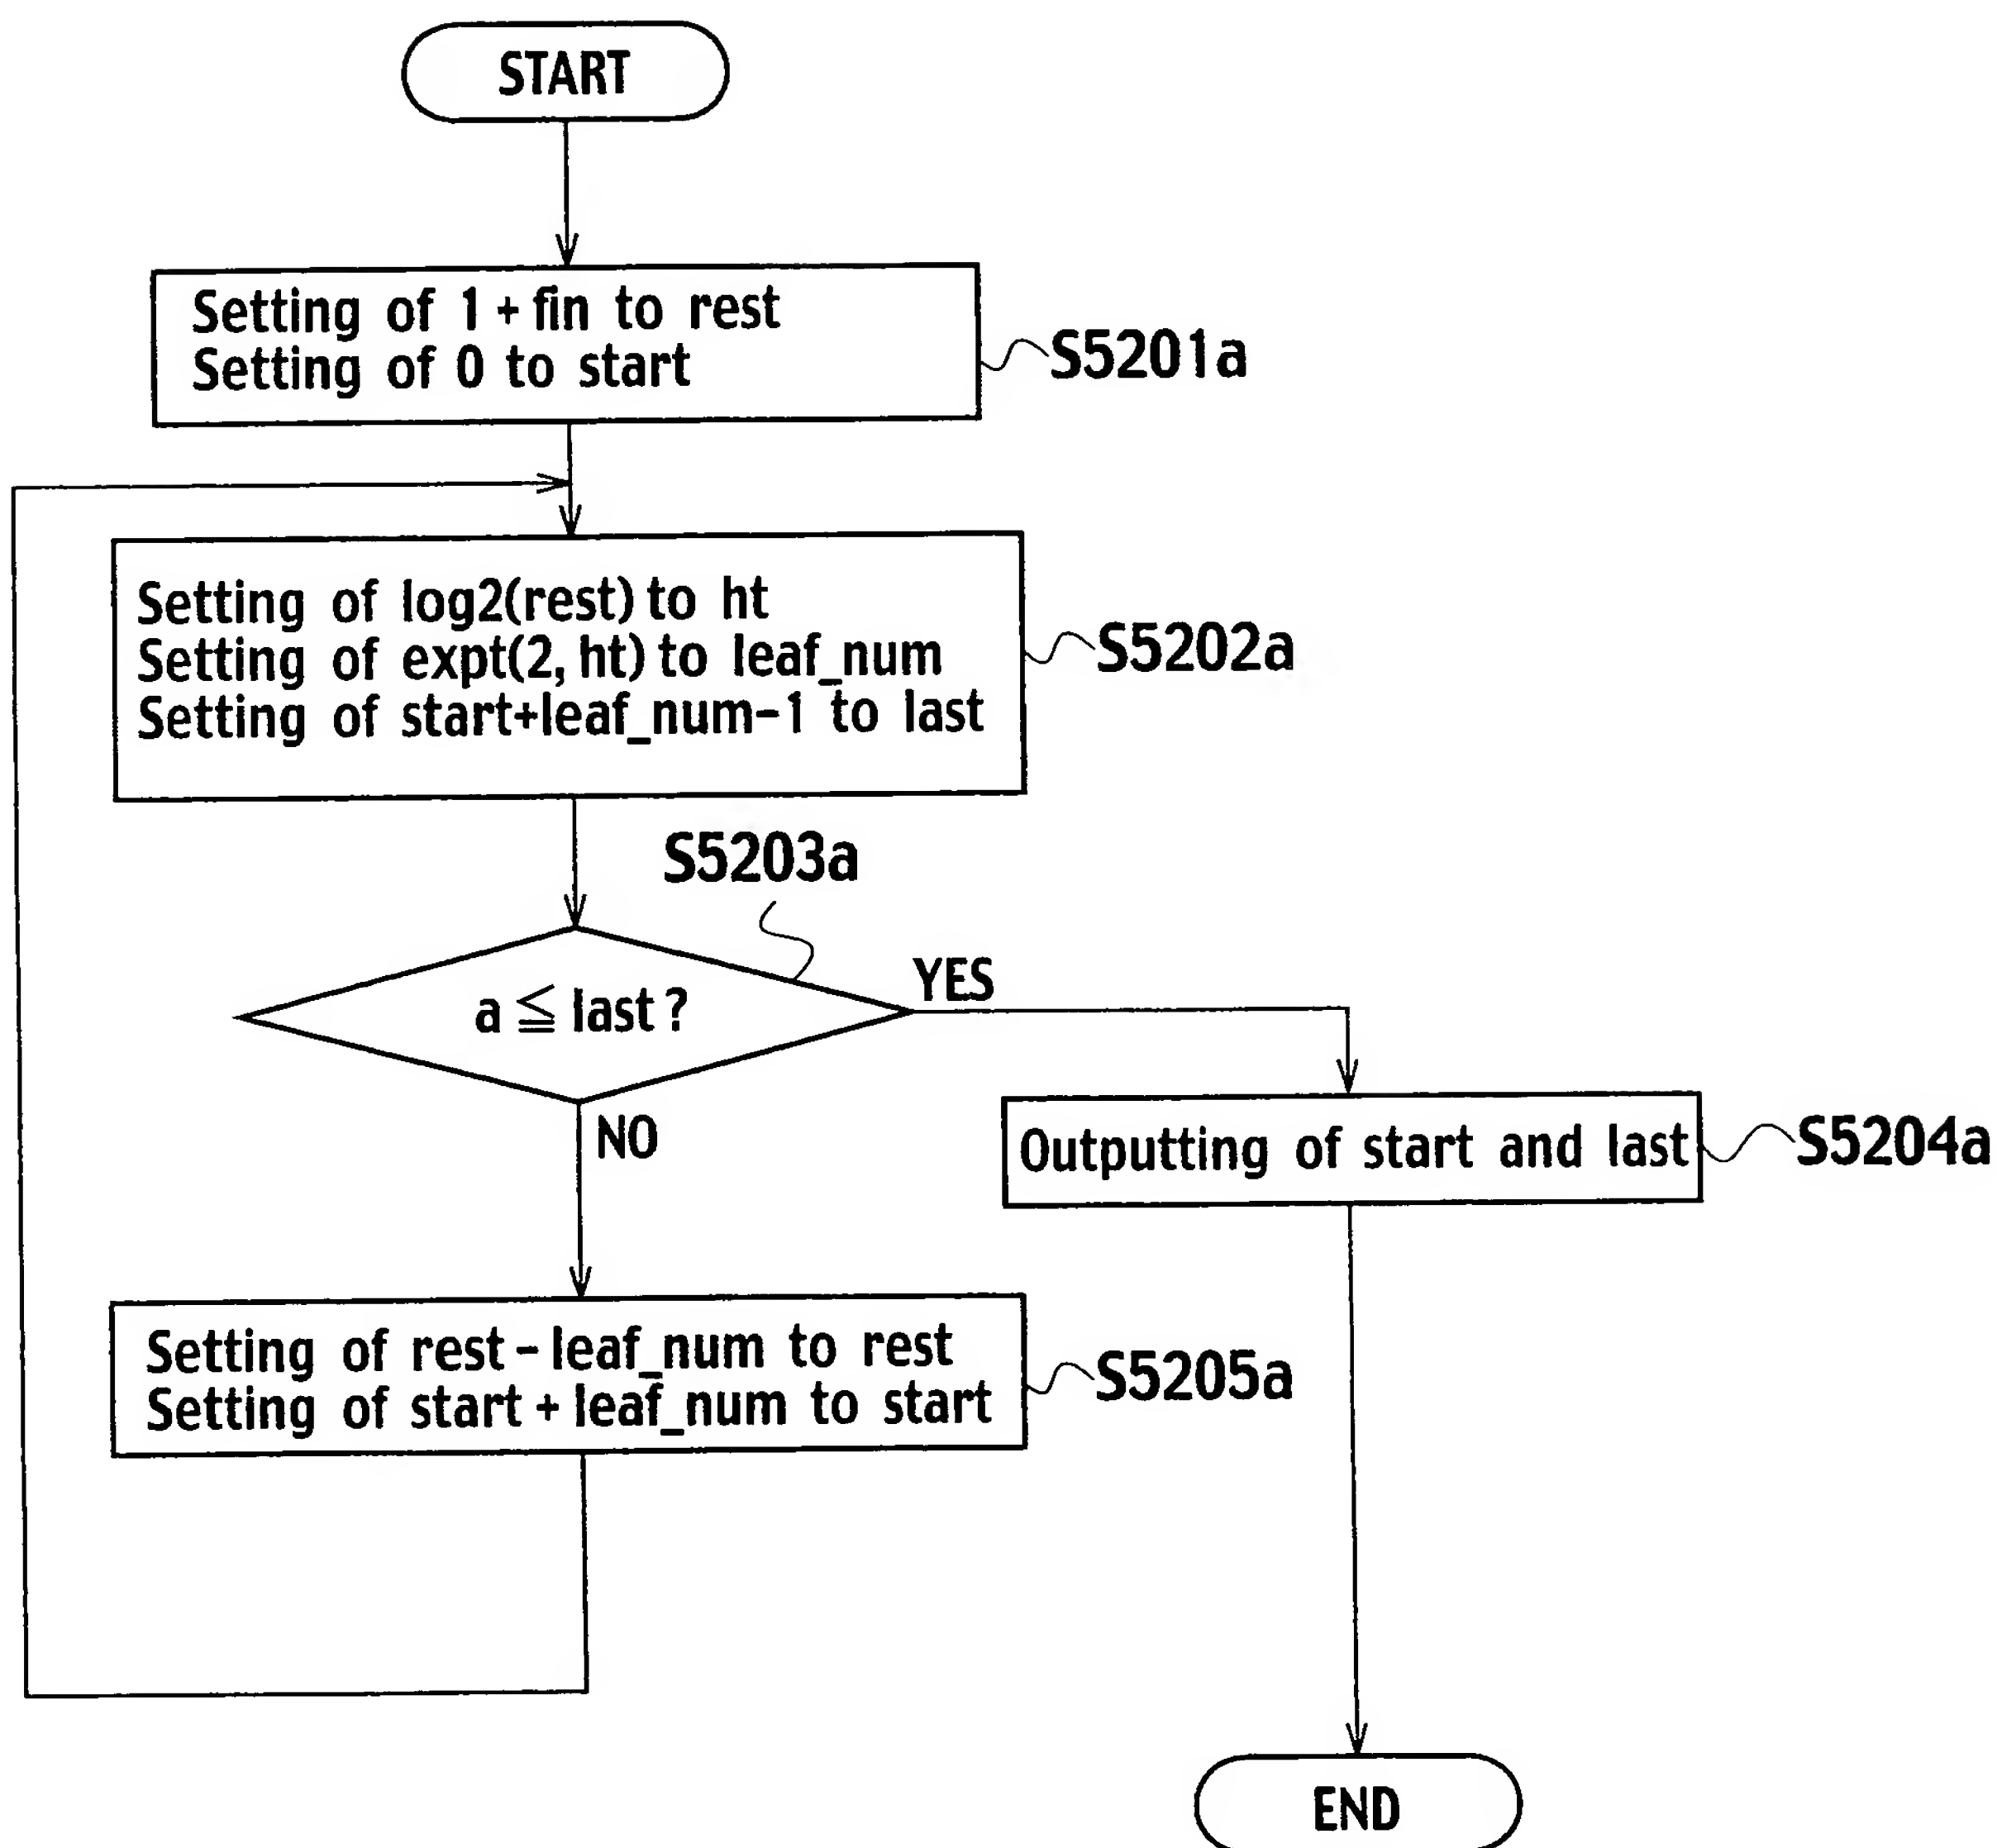 START
Setting of 1 + fin to rest
Setting of 0 to start
S5201a
Setting of log2(rest) to ht
Setting of expt(2, ht) to leaf_num
Setting of start+leaf_num-1 to last
S5202a
S5203a
a ≦ last ?
YES
NO
Outputting of start and last
S5204a
Setting of rest - leaf_num to rest
Setting of start + leaf_num to start
S5205a
END